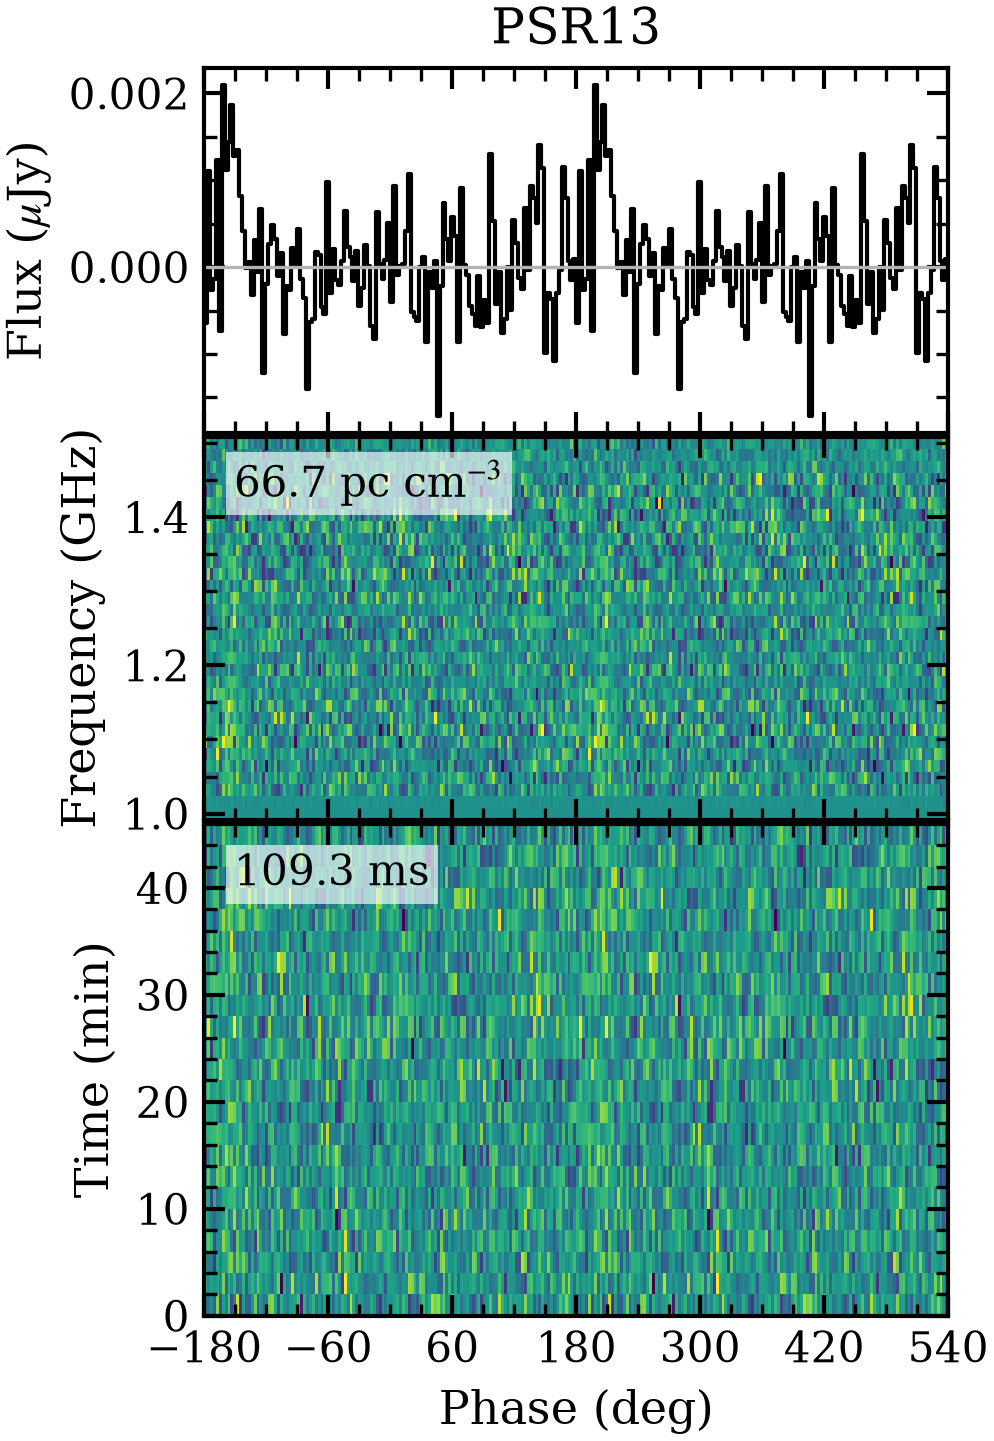 PSR13
Flux (μJy)
0.002
0.000
Frequency (GHz)
66.7 pc cm⁻³
1.4
1.2
1.0
Time (min)
109.3 ms
40
30
20
10
0
−180 −60 60 180 300 420 540
Phase (deg)